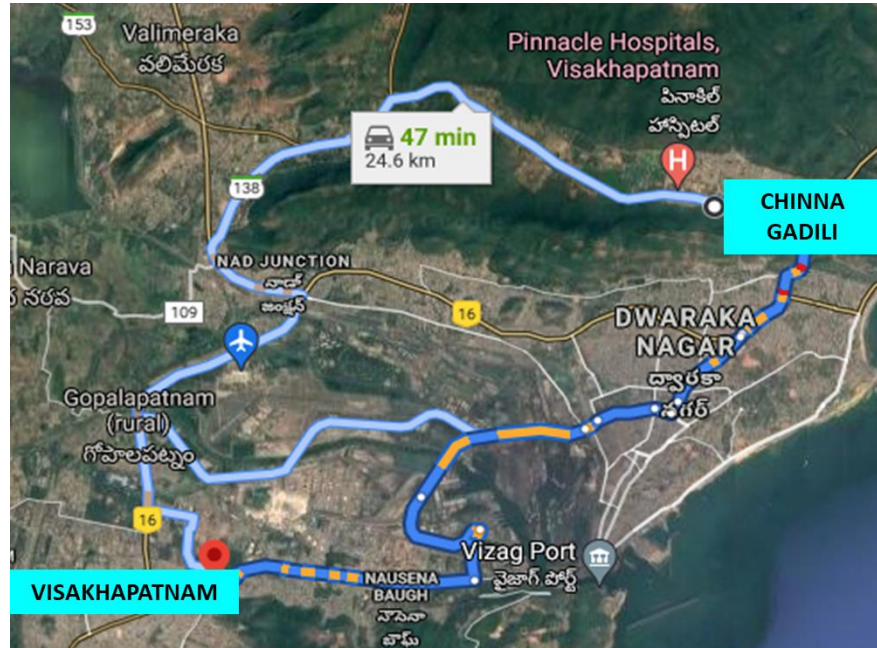 153
Valimeraka
వలిమేరక
Pinnacle Hospitals,
Visakhapatnam
పినాకిల్
హాస్పిటల్
H
47 min
24.6 km
138
CHINNA
GADILI
NAD JUNCTION
నాడ్
జంక్షన్
Narava
నరవ
109
16
DWARAKA
NAGAR
ద్వారకా
నగర్
Gopalapatnam
(rural)
గోపాలపట్నం
16
Vizag Port
వైజాగ్ పోర్ట్
VISAKHAPATNAM
NAUSENA
BAUGH
నౌసేనా
బౌఘ్